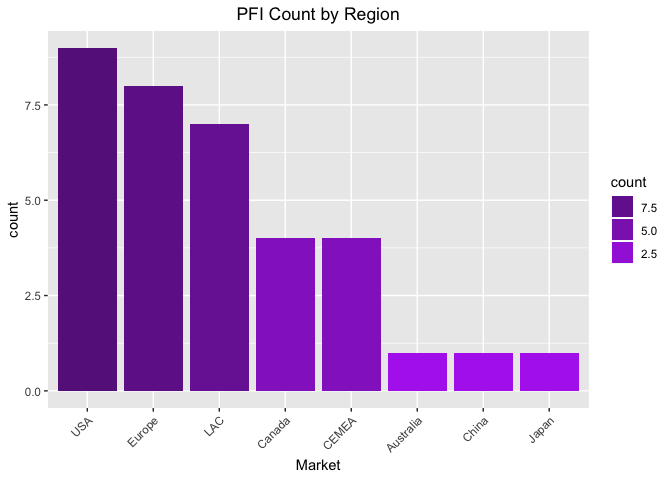 PFI Count by Region
count
7.5
5.0
2.5
0.0
USA
Europe
LAC
Canada
CEMEA
Australia
China
Japan
Market
count
7.5
5.0
2.5